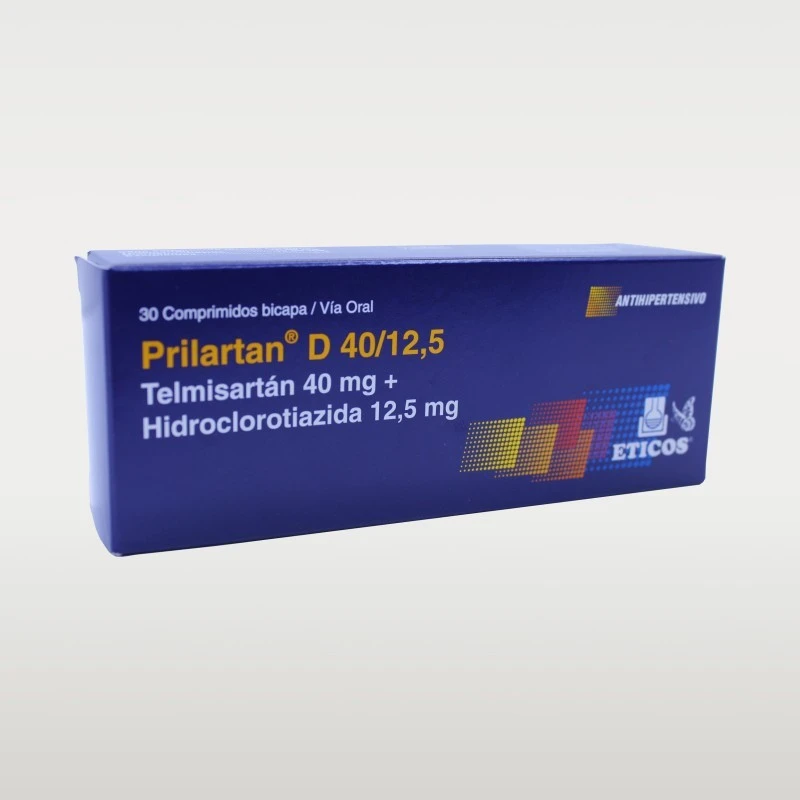 30 Comprimidos bicapa / Vía Oral
ANTIHIPERTENSIVO
Prilartan® D 40/12,5
Telmisartán 40 mg +
Hidroclorotiazida 12,5 mg
ETICOS